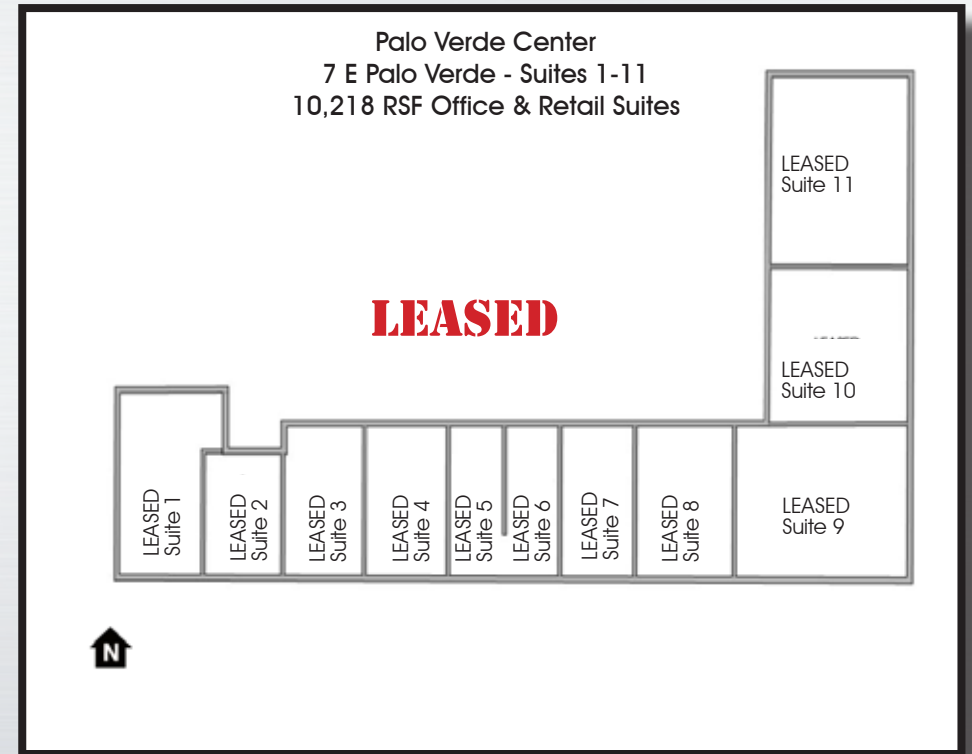 Palo Verde Center
7 E Palo Verde - Suites 1-11
10,218 RSF Office & Retail Suites
LEASED
Suite 11
LEASED
LEASED
Suite 10
LEASED
Suite 1
LEASED
Suite 2
LEASED
Suite 3
LEASED
Suite 4
LEASED
Suite 5
LEASED
Suite 6
LEASED
Suite 7
LEASED
Suite 8
LEASED
Suite 9
N